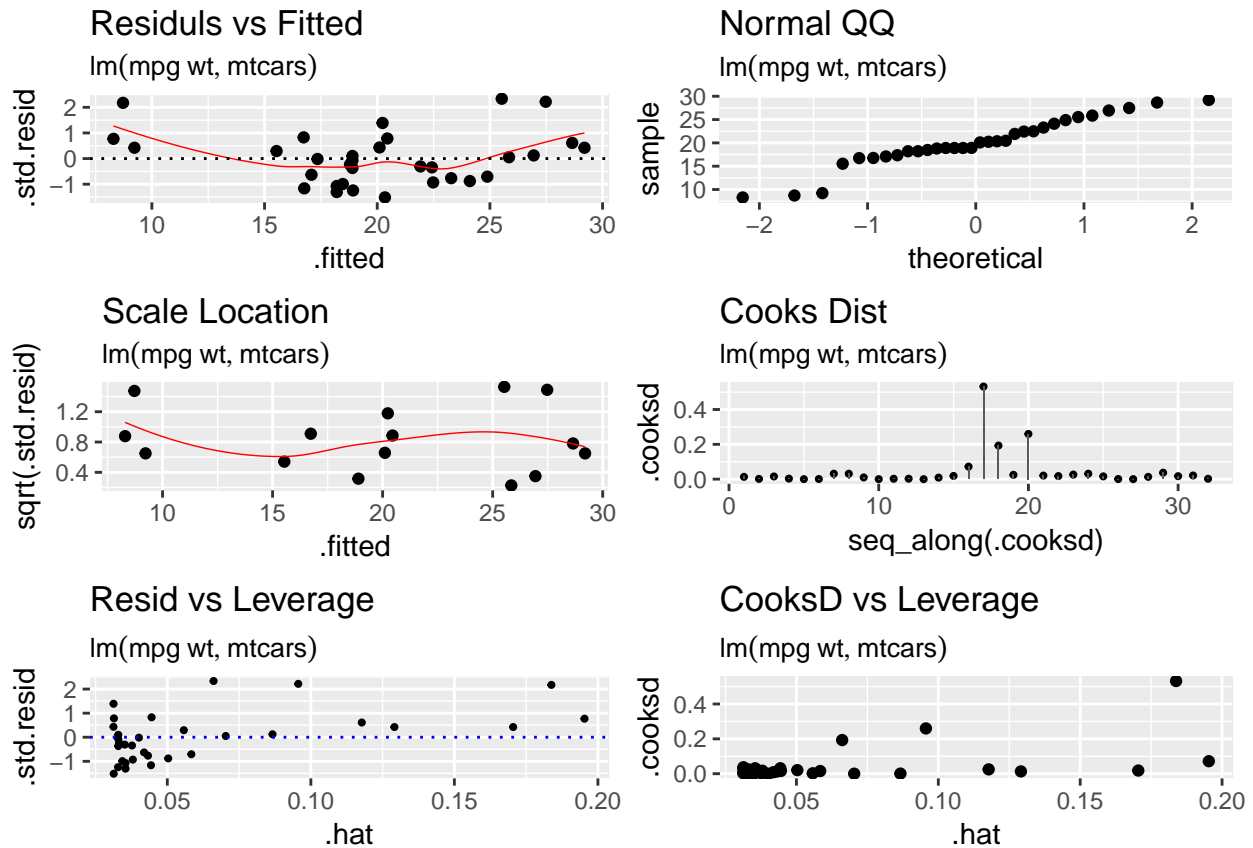 Residuls vs Fitted
lm(mpg wt, mtcars)
.std.resid
2
1
0
−1
10
15
20
25
30
.fitted
Normal QQ
lm(mpg wt, mtcars)
sample
30
25
20
15
10
−2
−1
0
1
2
theoretical
Scale Location
lm(mpg wt, mtcars)
sqrt(.std.resid)
1.2
0.8
0.4
10
15
20
25
30
.fitted
Cooks Dist
lm(mpg wt, mtcars)
.cooksd
0.4
0.2
0.0
0
10
20
30
seq_along(.cooksd)
Resid vs Leverage
lm(mpg wt, mtcars)
.std.resid
2
1
0
−1
0.05
0.10
0.15
0.20
.hat
CooksD vs Leverage
lm(mpg wt, mtcars)
.cooksd
0.4
0.2
0.0
0.05
0.10
0.15
0.20
.hat